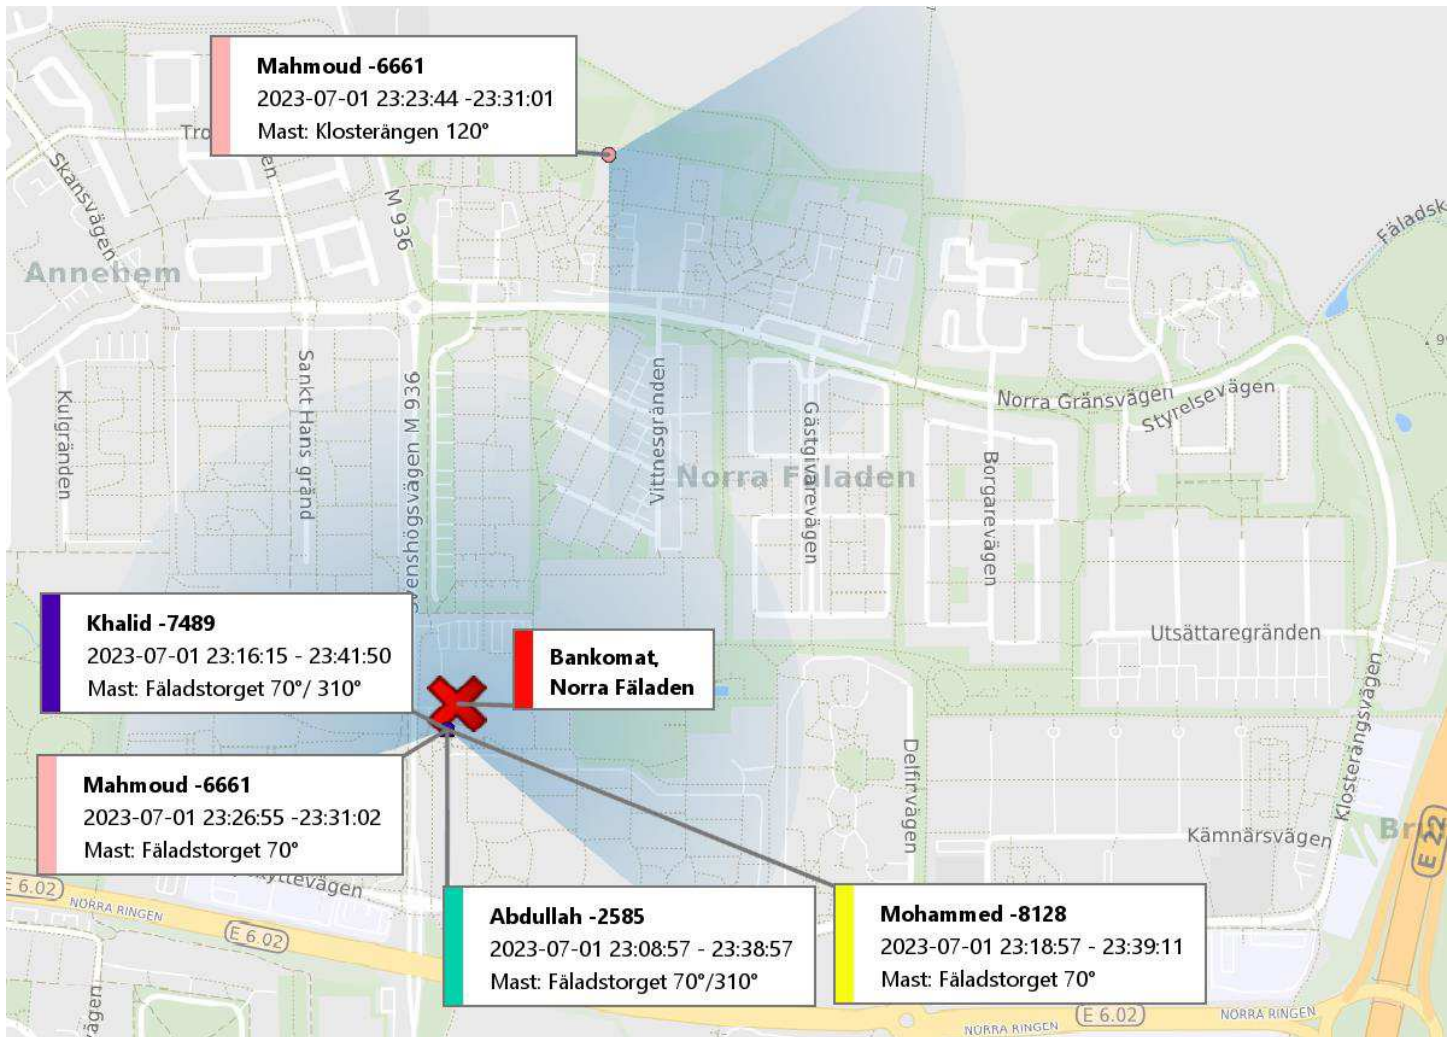 Mahmoud -6661
2023-07-01 23:23:44 -23:31:01
Mast: Klosterängen 120°
Skansvägen
M 936
Fäladsk
Annehem
Kulgränden
Sankt Hans gränd
Svenshögsvägen M 936
Vittnesgränden
Norra Fäladen
Gästgivarevägen
Borgarevägen
Norra Gränsvägen
Styrelsevägen
Utsättaregränden
Klosterängsvägen
Khalid -7489
2023-07-01 23:16:15 - 23:41:50
Mast: Fäladstorget 70°/ 310°
Bankomat,
Norra Fäladen
Mahmoud -6661
2023-07-01 23:26:55 -23:31:02
Mast: Fäladstorget 70°
Delfinvägen
Kämnärsvägen
E 22
E 6.02
NORRA RINGEN
E 6.02
Abdullah -2585
2023-07-01 23:08:57 - 23:38:57
Mast: Fäladstorget 70°/310°
Mohammed -8128
2023-07-01 23:18:57 - 23:39:11
Mast: Fäladstorget 70°
NORRA RINGEN
E 6.02
NORRA RINGEN